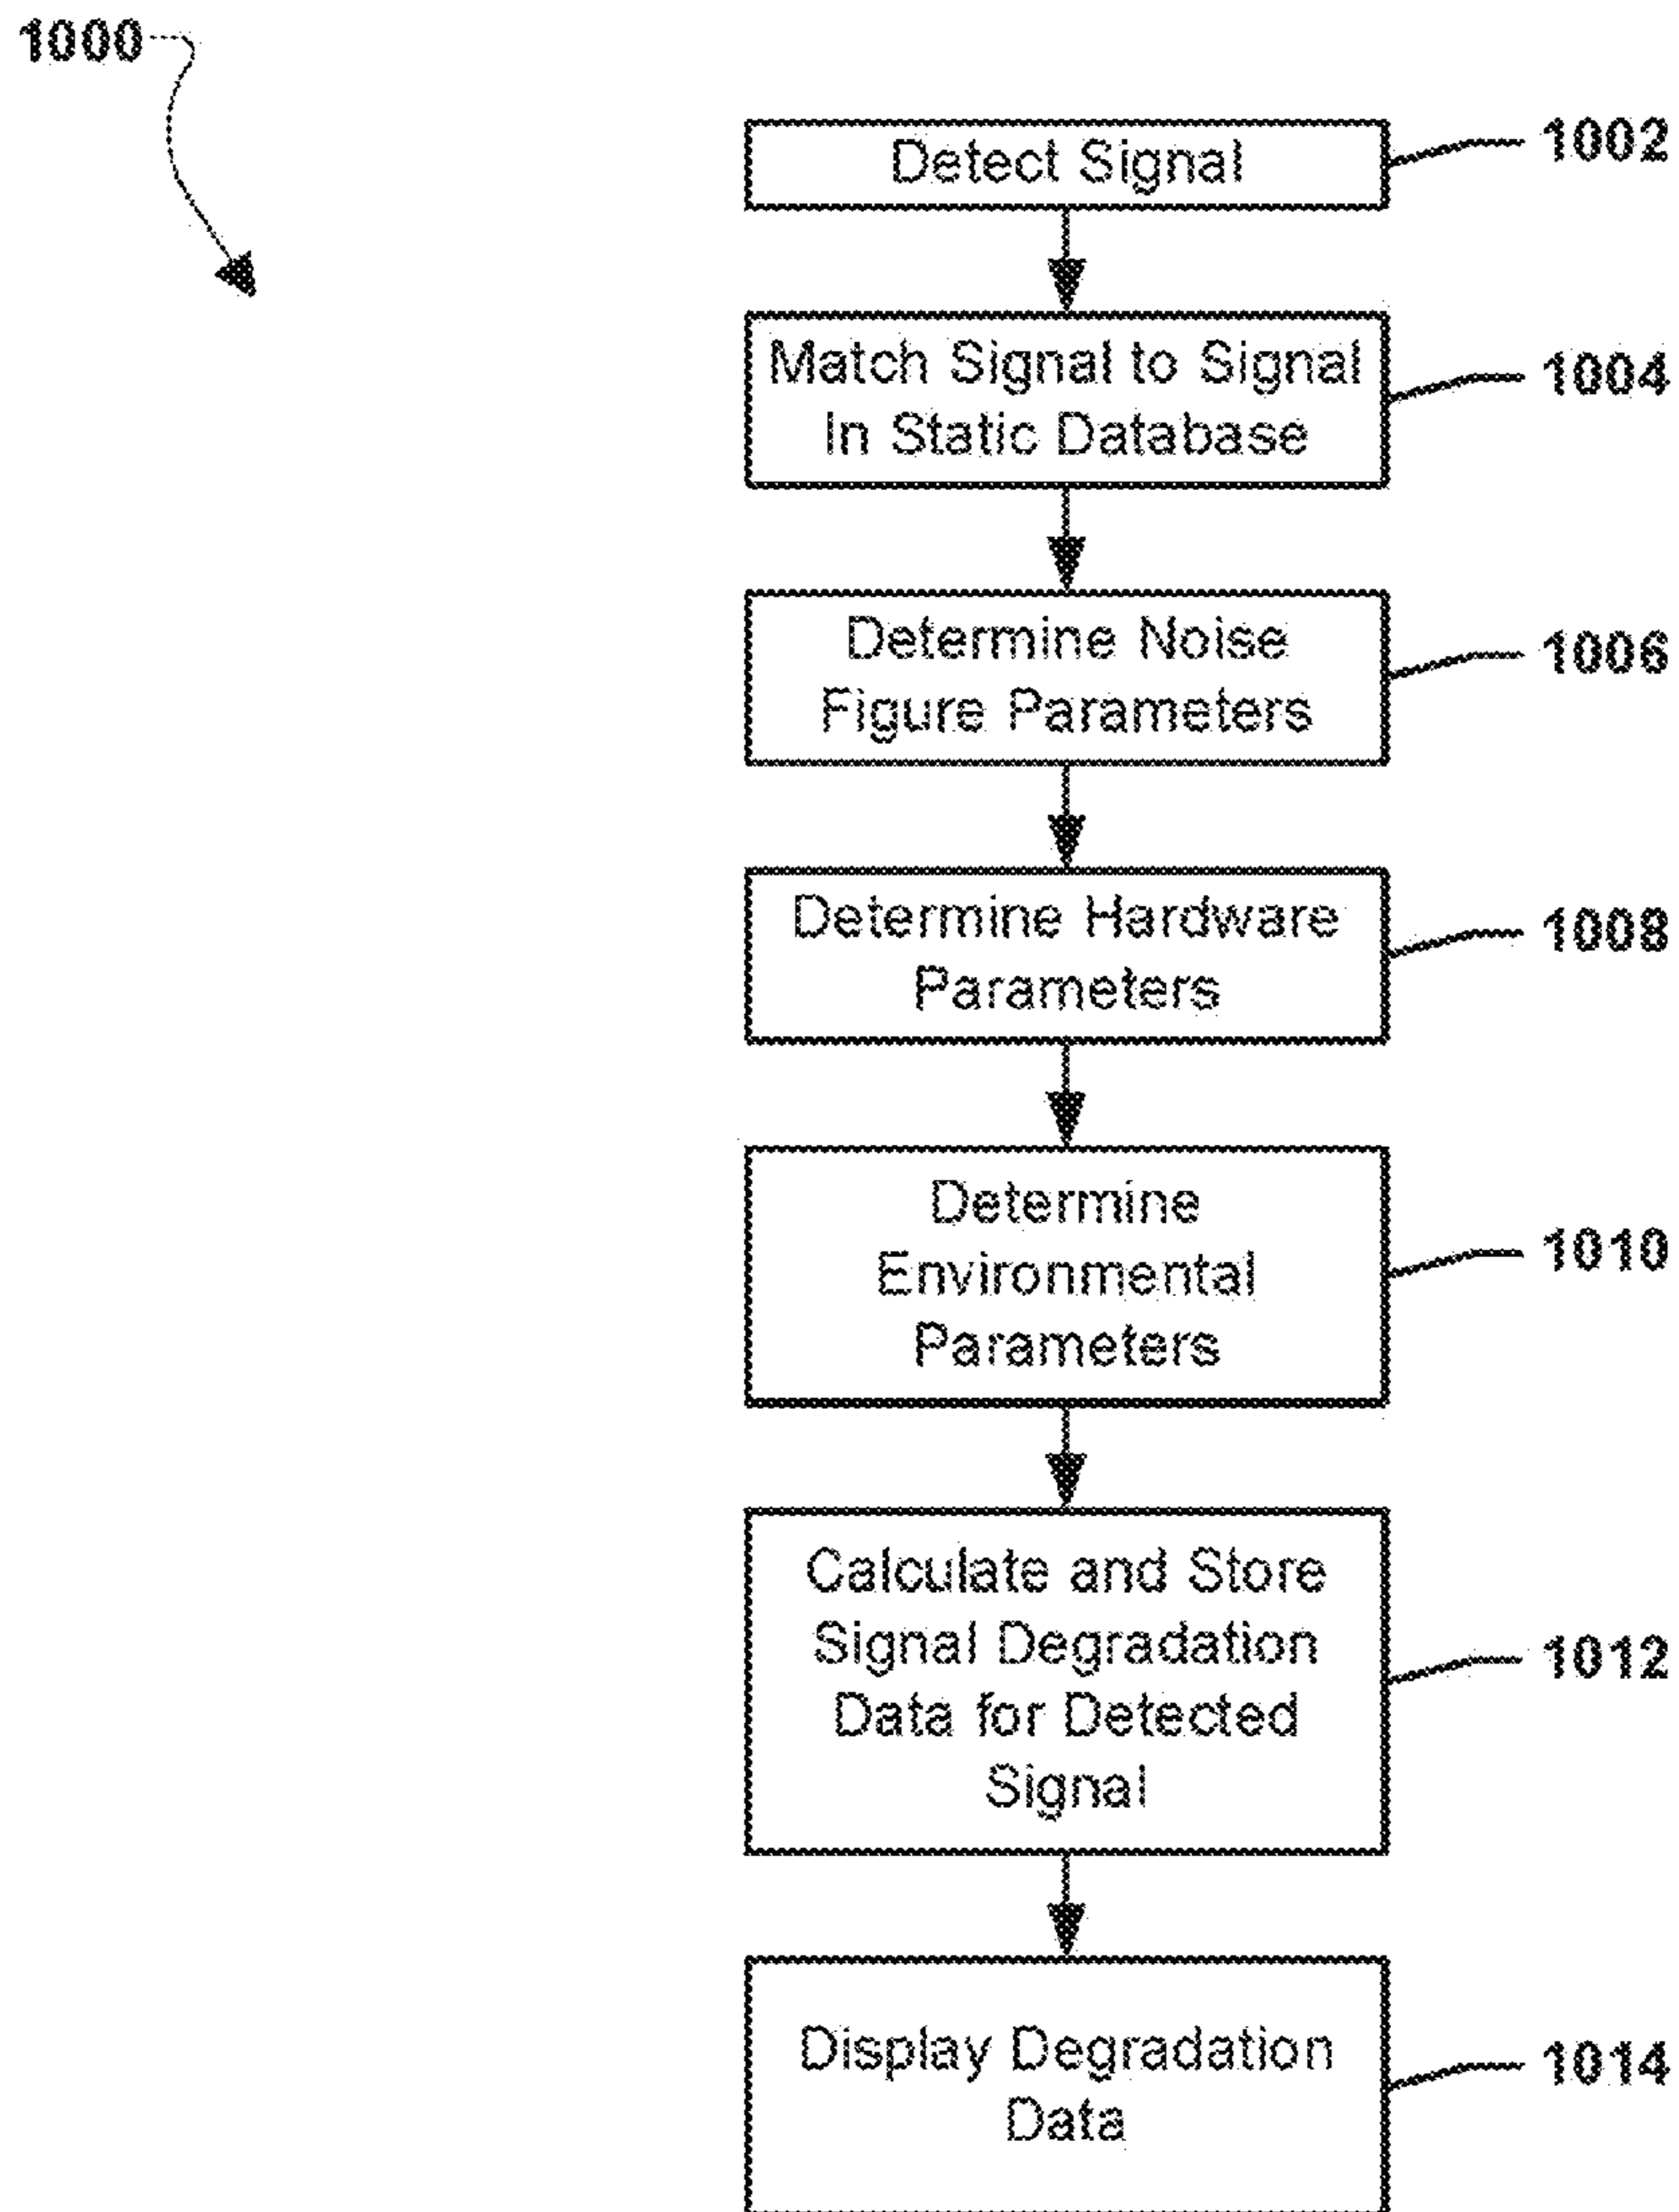 1000
Detect Signal
1002
Match Signal to Signal
In Static Database
1004
Determine Noise
Figure Parameters
1006
Determine Hardware
Parameters
1008
Determine
Environmental
Parameters
1010
Calculate and Store
Signal Degradation
Data for Detected
Signal
1012
Display Degradation
Data
1014